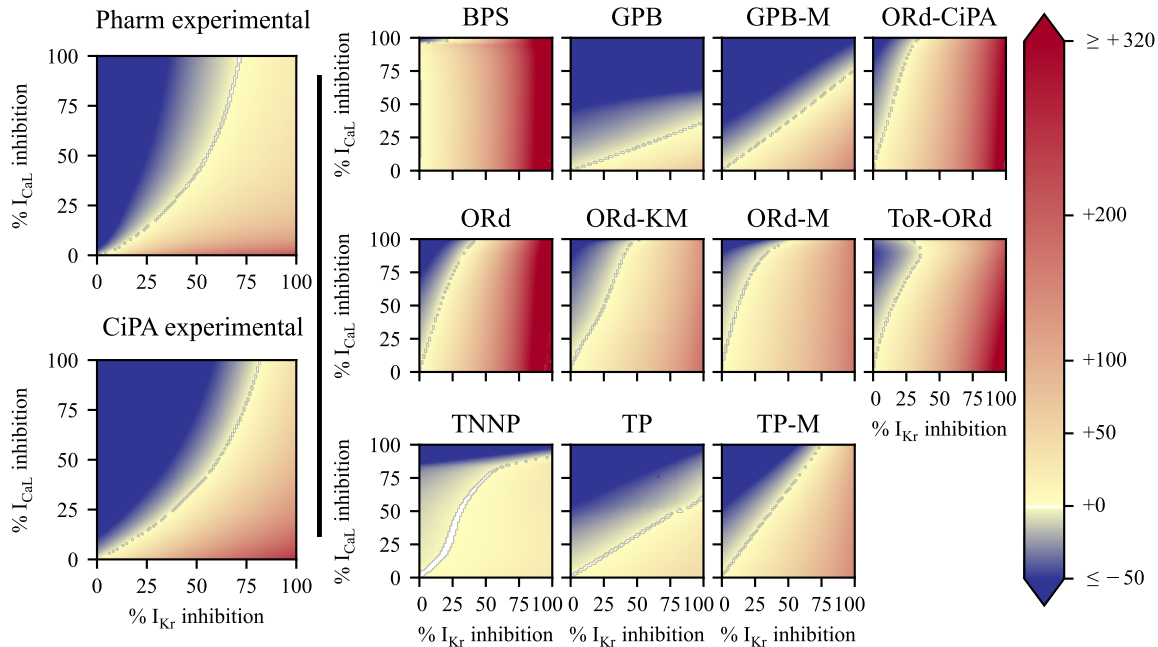 Pharm experimental
% I_CaL inhibition
100
75
50
25
0
0 25 50 75 100
CiPA experimental
% I_CaL inhibition
100
75
50
25
0
0 25 50 75 100
% I_Kr inhibition
BPS GPB GPB-M ORd-CiPA
% I_CaL inhibition
100
75
50
25
0
ORd ORd-KM ORd-M ToR-ORd
% I_CaL inhibition
100
75
50
25
0
0 25 50 75 100
% I_Kr inhibition
TNNP TP TP-M
% I_CaL inhibition
100
75
50
25
0
0 25 50 75 100 0 25 50 75 100 0 25 50 75 100
% I_Kr inhibition % I_Kr inhibition % I_Kr inhibition
≥ +320
+200
+100
+50
+0
≤ −50